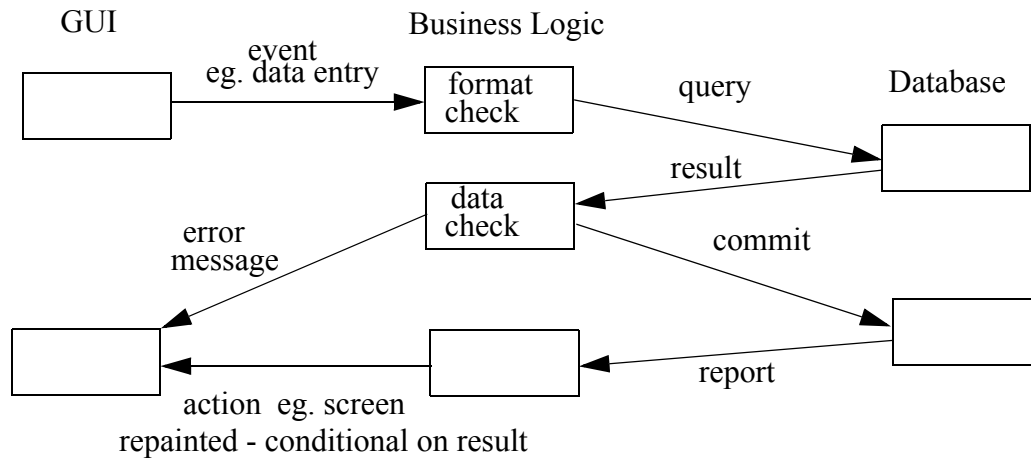 GUI
Business Logic
event
eg. data entry
format
check
query
Database
result
data
check
error
message
commit
report
action  eg. screen
repainted - conditional on result